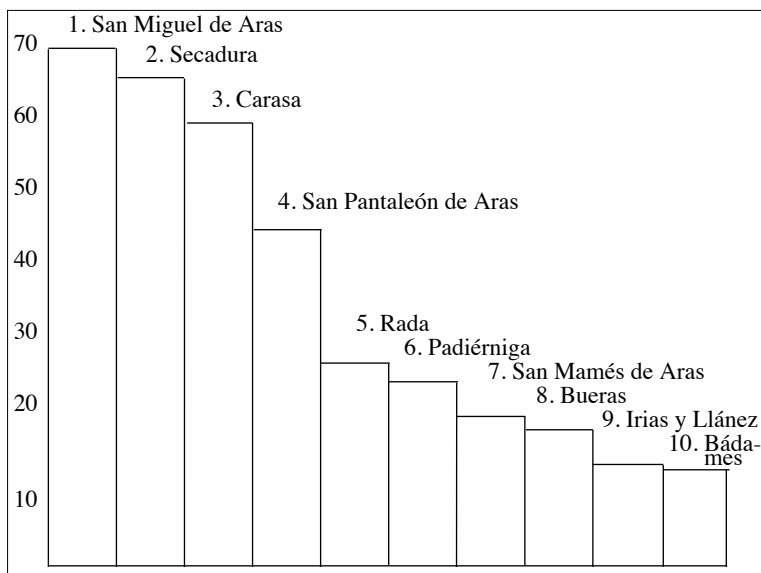 1. San Miguel de Aras
70
2. Secadura
3. Carasa
60
50
4. San Pantaleón de Aras
40
30
5. Rada
6. Padiérniga
7. San Mamés de Aras
20
8. Bueras
9. Irias y Llánez
10. Báda-
mes
10